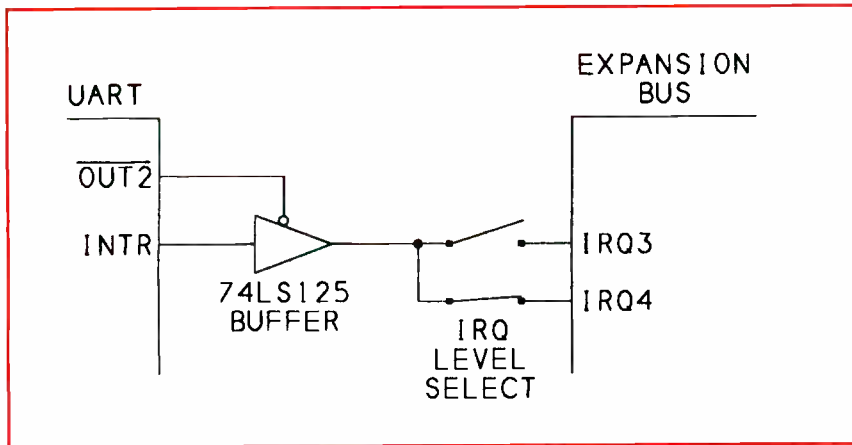 UART
EXPANSION
BUS
OUT2
INTR
74LS125
BUFFER
IRQ3
IRQ4
IRQ
LEVEL
SELECT